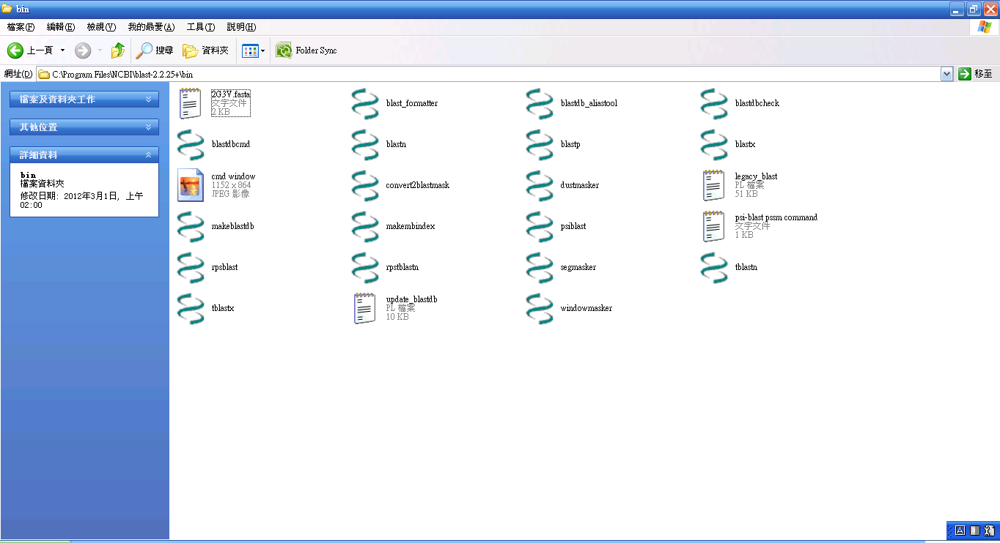 bin
檔案(F) 編輯(E) 檢視(V) 我的最愛(A) 工具(T) 說明(H)
上一頁 搜尋 資料夾 Folder Sync
網址(D) C:\Program Files\NCBI\blast-2.2.25+\bin 移至
檔案及資料夾工作
其他位置
詳細資料
bin
檔案資料夾
修改日期: 2012年3月1日, 上午
02:00
2G3V.fasta
文字文件
2 KB
blast_formatter
blastdb_aliastool
blastdbcheck
blastdbcmd
blastn
blastp
blastx
cmd window
1152 x 864
JPEG 影像
convert2blastmask
dustmasker
legacy_blast
PL 檔案
51 KB
makeblastdb
makembindex
psiblast
psi-blast pssm command
文字文件
1 KB
rpsblast
rpstblastn
segmasker
tblastn
tblastx
update_blastdb
PL 檔案
10 KB
windowmasker
A